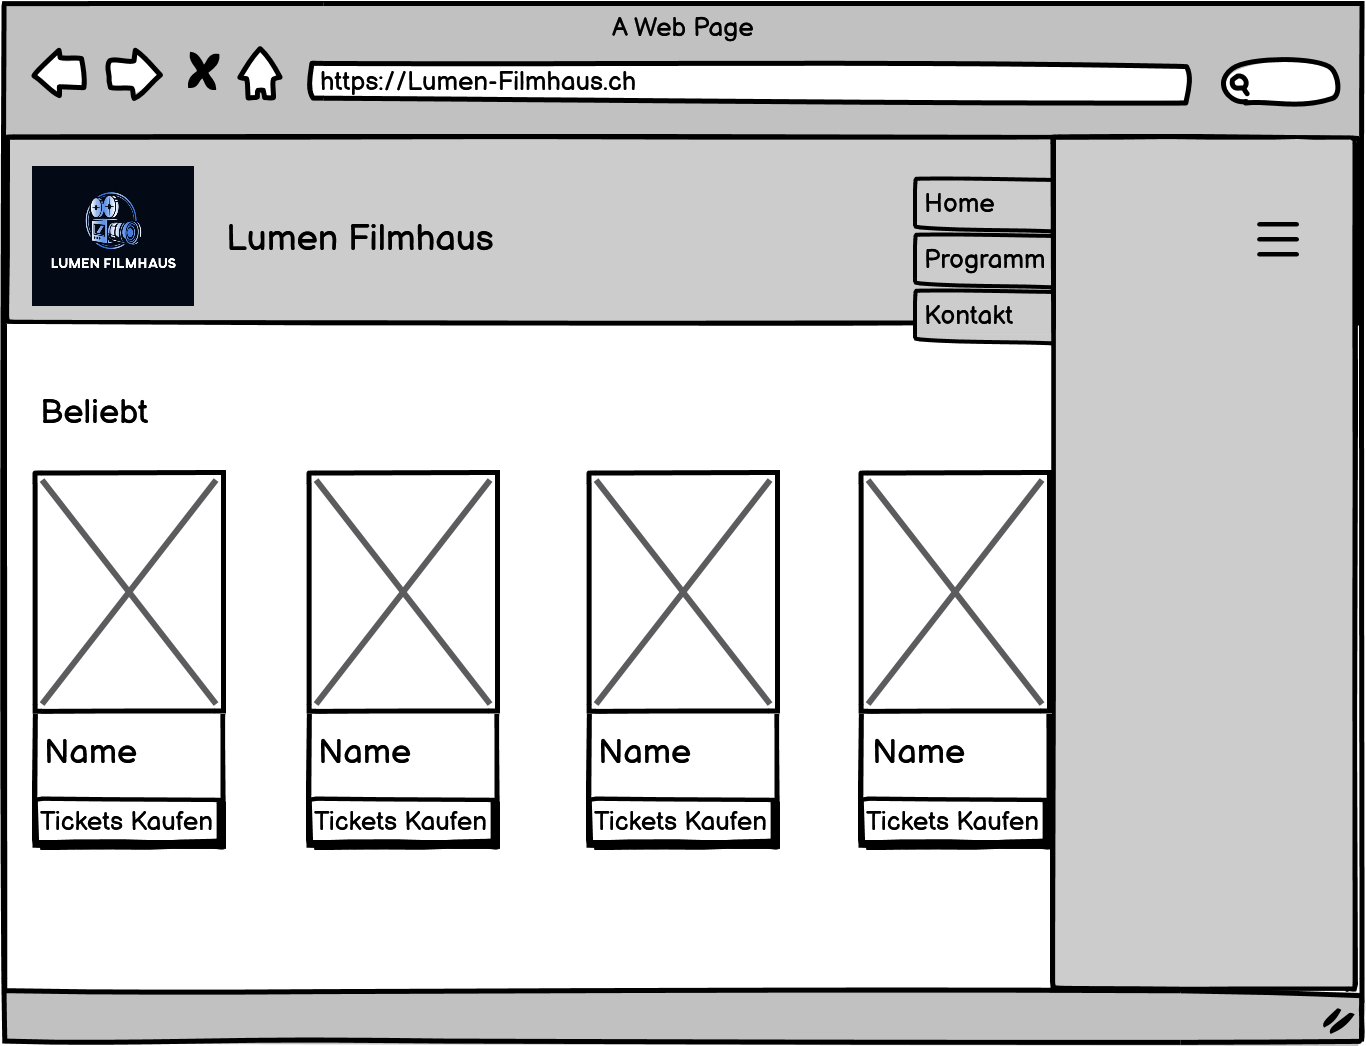 A Web Page
https://Lumen-Filmhaus.ch
LUMEN FILMHAUS
Lumen Filmhaus
Home
Programm
Kontakt
Beliebt
Name
Name
Name
Name
Tickets Kaufen
Tickets Kaufen
Tickets Kaufen
Tickets Kaufen